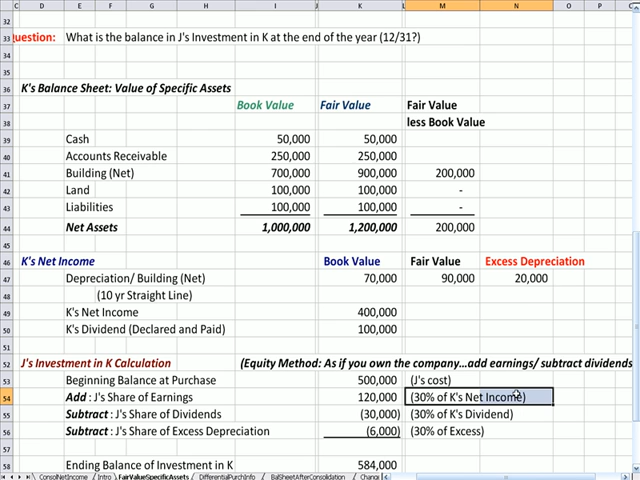 C D E F G H I J K L M N O P
32
33 uestion: What is the balance in J's Investment in K at the end of the year (12/31?)
34
35
36 K's Balance Sheet: Value of Specific Assets
37 Book Value Fair Value Fair Value
38 less Book Value
39 Cash 50,000 50,000
40 Accounts Receivable 250,000 250,000
41 Building (Net) 700,000 900,000 200,000
42 Land 100,000 100,000 -
43 Liabilities 100,000 100,000 -
44 Net Assets 1,000,000 1,200,000 200,000
45
46 K's Net Income Book Value Fair Value Excess Depreciation
47 Depreciation/ Building (Net) 70,000 90,000 20,000
48 (10 yr Straight Line)
49 K's Net Income 400,000
50 K's Dividend (Declared and Paid) 100,000
52 J's Investment in K Calculation (Equity Method: As if you own the company...add earnings/ subtract dividends
53 Beginning Balance at Purchase 500,000 (J's cost)
54 Add : J's Share of Earnings 120,000 (30% of K's Net Income)
55 Subtract : J's Share of Dividends (30,000) (30% of K's Dividend)
56 Subtract : J's Share of Excess Depreciation (6,000) (30% of Excess)
58 Ending Balance of Investment in K 584,000
ConsolNetIncome Intro FairValueSpecificAssets DifferentialPurchInfo BalSheetAfterConsolidation